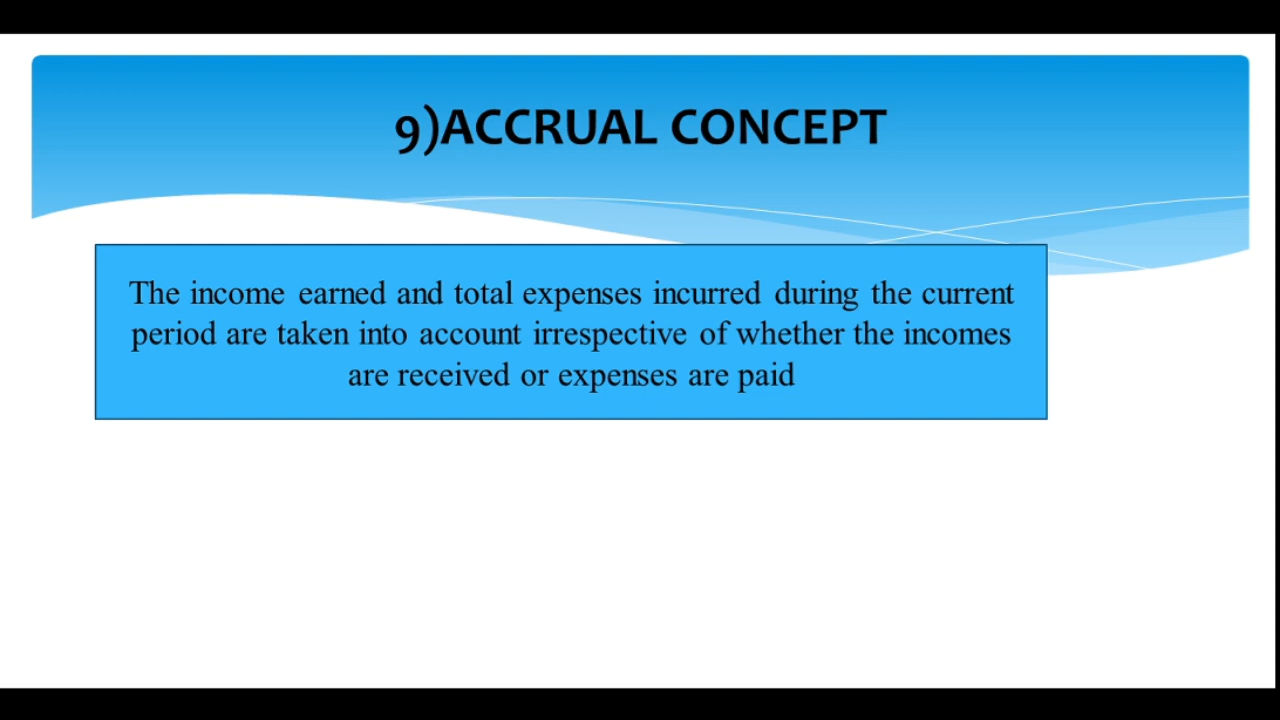 9)ACCRUAL CONCEPT
The income earned and total expenses incurred during the current
period are taken into account irrespective of whether the incomes
are received or expenses are paid